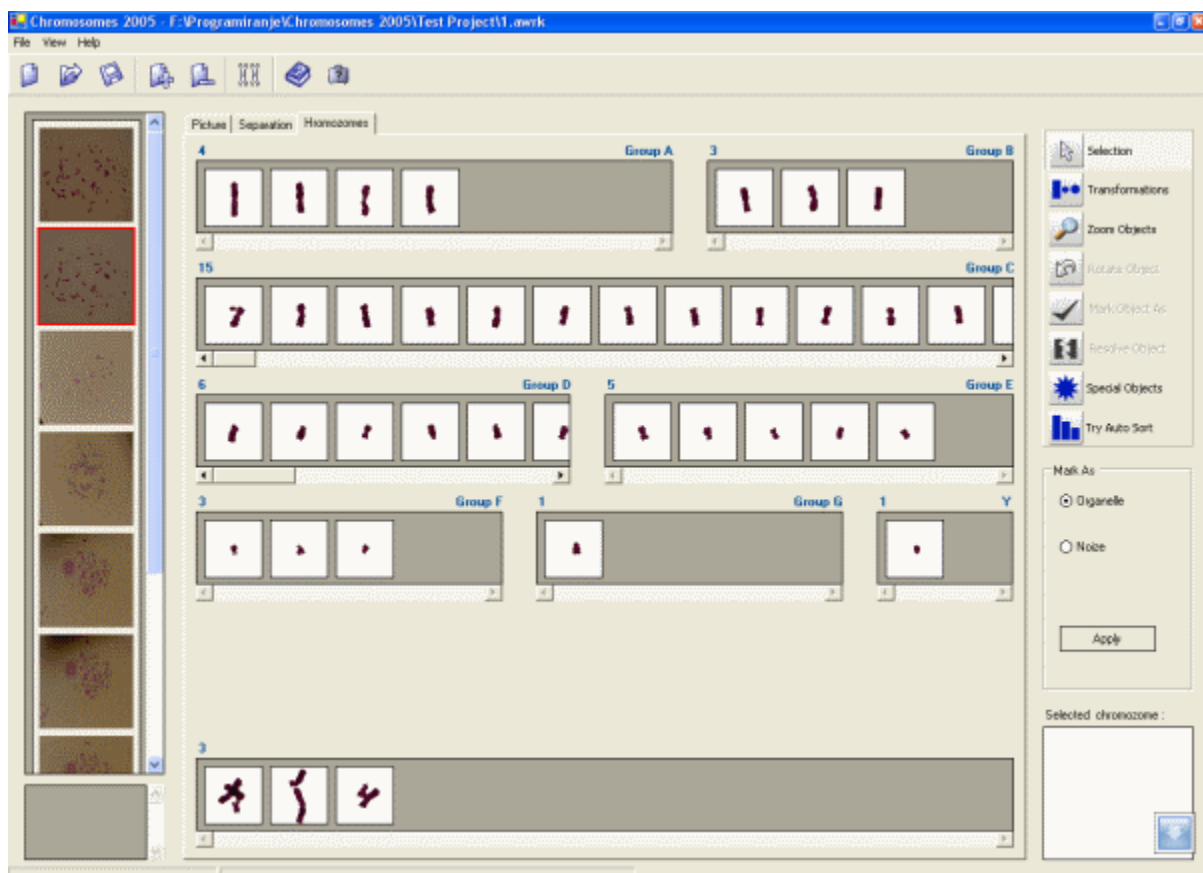 Chromosomes 2005 - F:\Programiranje\Chromosomes 2005\Test Project\1.awrk
File View Help
Picture Separation Hromozomes
4 Group A 3 Group B
15 Group C
6 Group D 5 Group E
3 Group F 1 Group G 1 Y
3
Selection
Transformations
Zoom Objects
Rotate Object
Mark Object As
Resolve Object
Special Objects
Try Auto Sort
Mark As
Organelle
Noize
Apply
Selected chromozome :